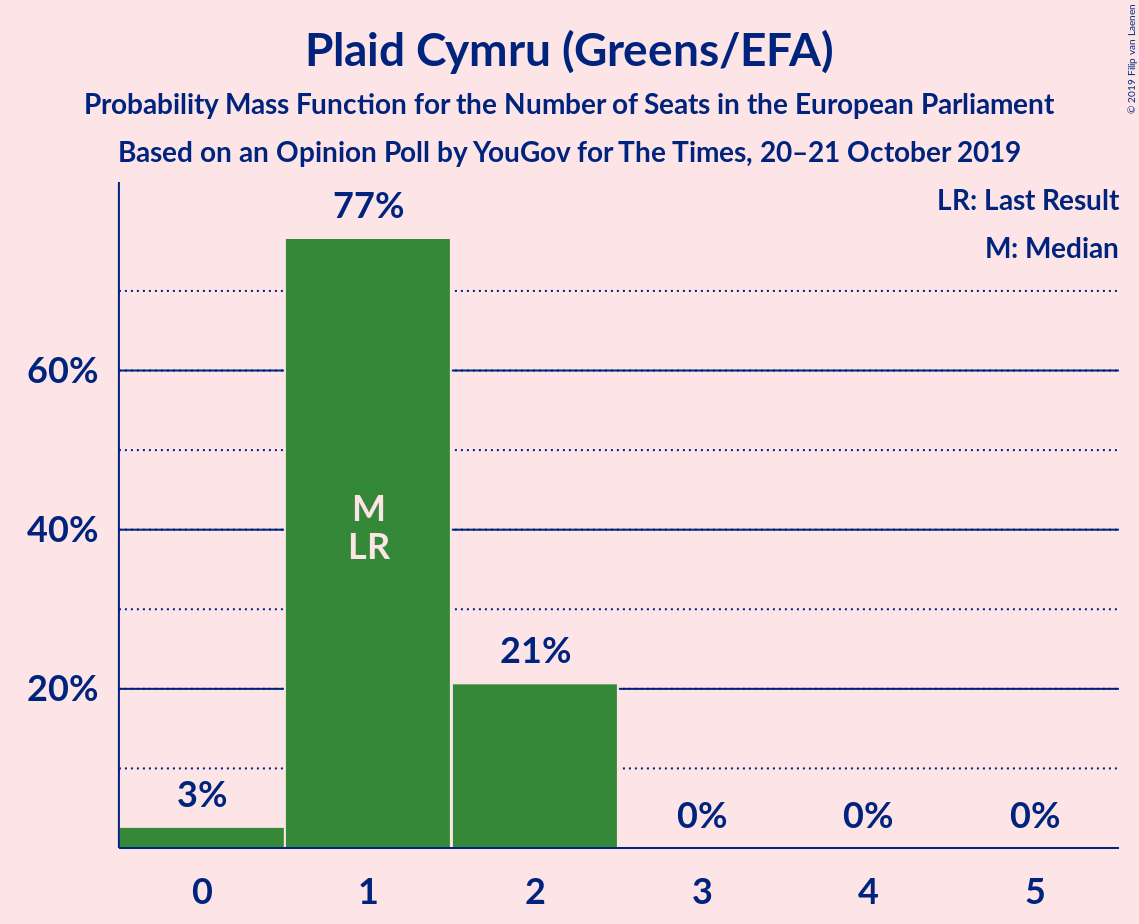 Plaid Cymru (Greens/EFA)
Probability Mass Function for the Number of Seats in the European Parliament
Based on an Opinion Poll by YouGov for The Times, 20–21 October 2019
© 2019 Filip van Laenen
LR: Last Result
M: Median
77%
60%
40%
20%
M
LR
21%
3%
0%
0%
0%
0
1
2
3
4
5